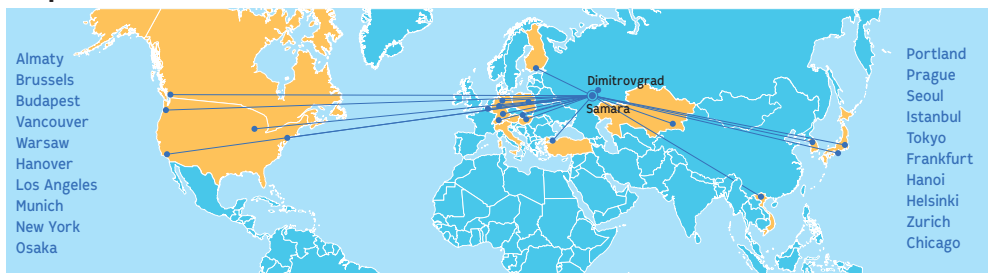 Almaty
Brussels
Budapest
Vancouver
Warsaw
Hanover
Los Angeles
Munich
New York
Osaka
Dimitrovgrad
Samara
Portland
Prague
Seoul
Istanbul
Tokyo
Frankfurt
Hanoi
Helsinki
Zurich
Chicago